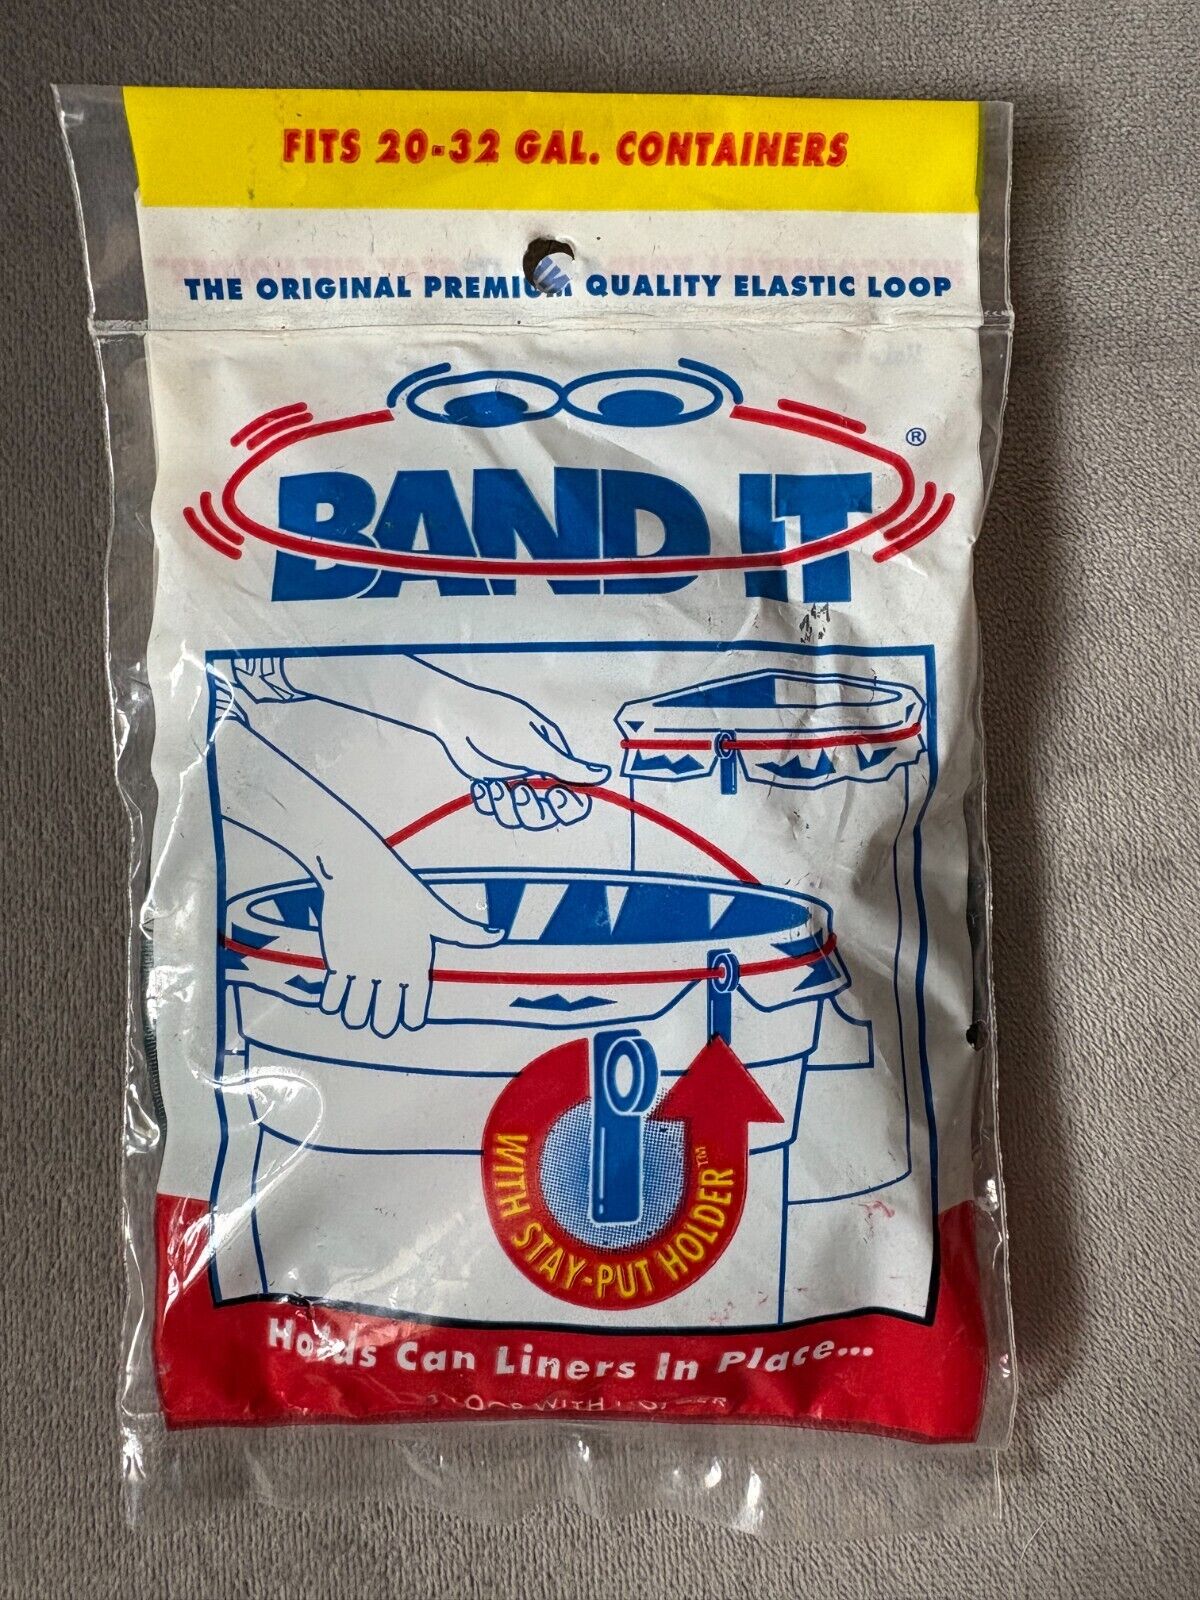 FITS 20-32 GAL. CONTAINERS
THE ORIGINAL PREMIUM QUALITY ELASTIC LOOP
BAND IT®
WITH STAY-PUT HOLDER™
Holds Can Liners In Place...
WITH